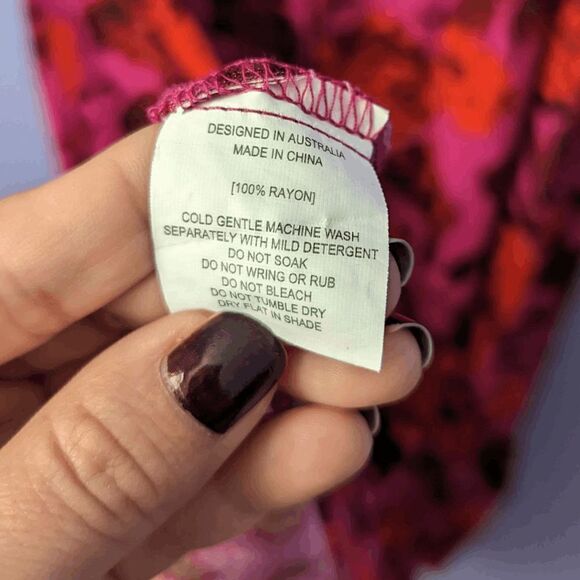 DESIGNED IN AUSTRALIA
MADE IN CHINA
[100% RAYON]
COLD GENTLE MACHINE WASH
SEPARATELY WITH MILD DETERGENT
DO NOT SOAK
DO NOT WRING OR RUB
DO NOT BLEACH
DO NOT TUMBLE DRY
DRY FLAT IN SHADE